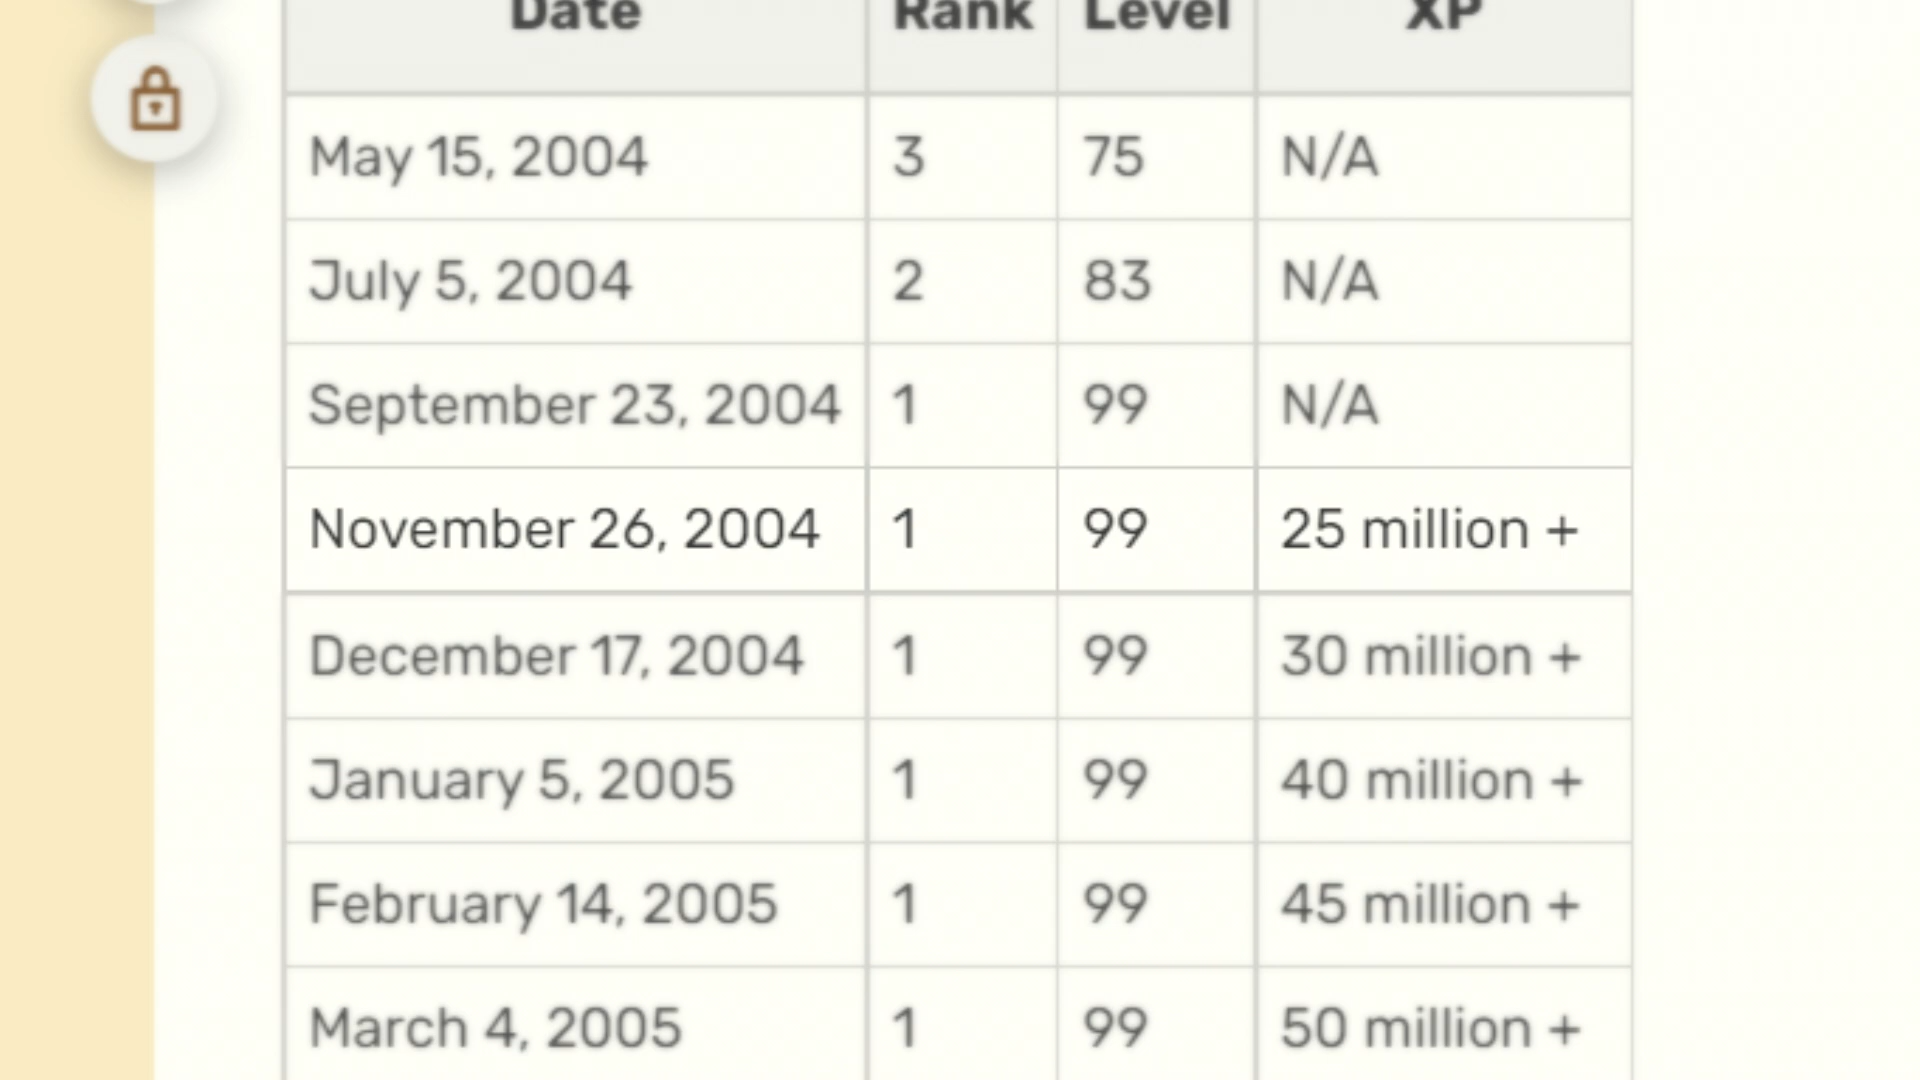 Date Rank Level XP
May 15, 2004 3 75 N/A
July 5, 2004 2 83 N/A
September 23, 2004 1 99 N/A
November 26, 2004 1 99 25 million +
December 17, 2004 1 99 30 million +
January 5, 2005 1 99 40 million +
February 14, 2005 1 99 45 million +
March 4, 2005 1 99 50 million +